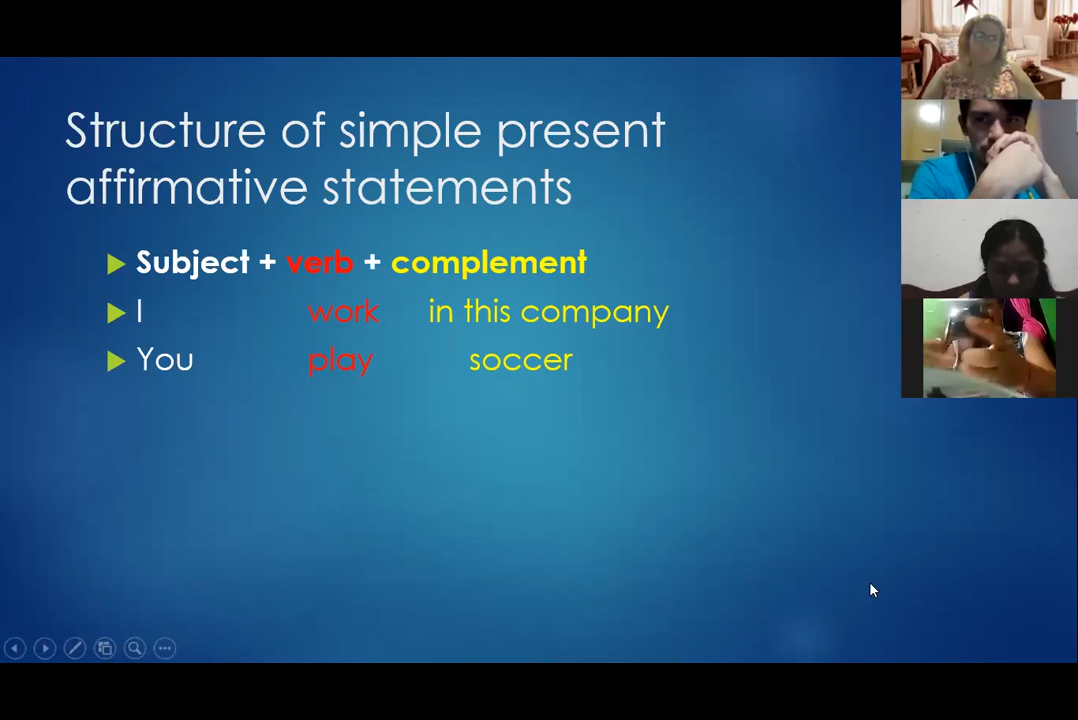 Structure of simple present
affirmative statements
Subject + verb + complement
I work in this company
You play soccer